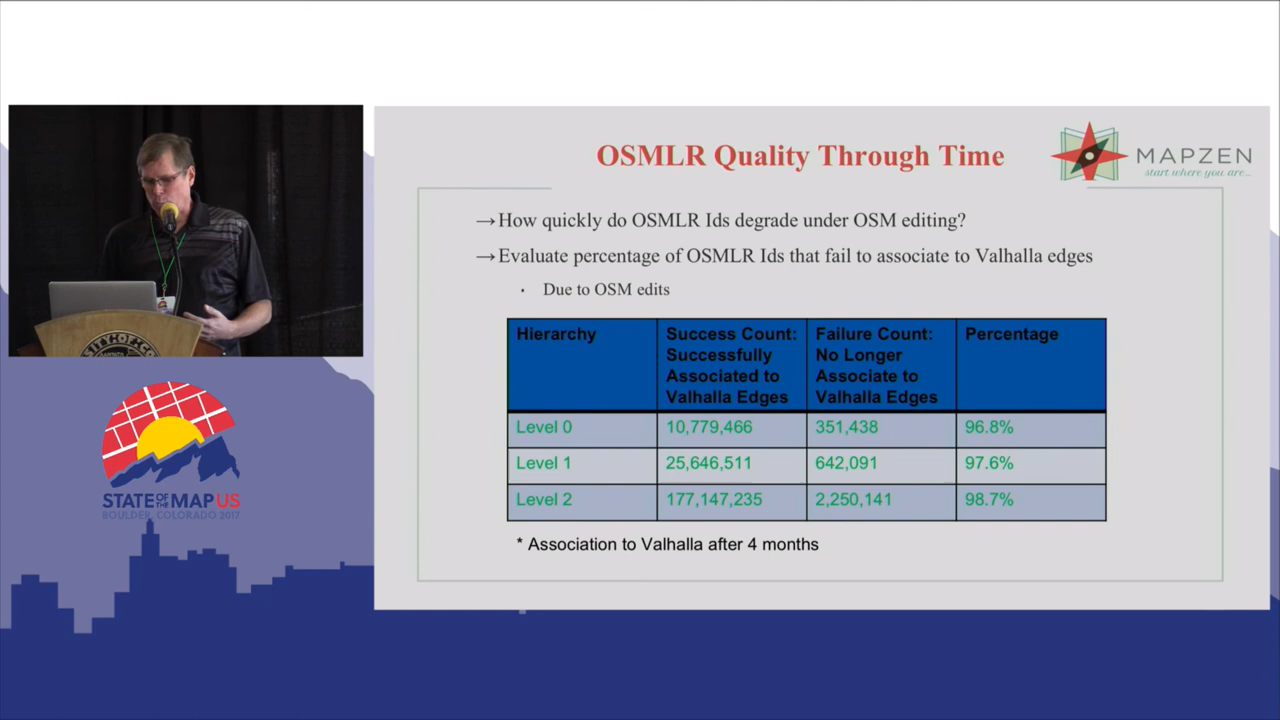 OSMLR Quality Through Time
MAPZEN
start where you are...
→How quickly do OSMLR Ids degrade under OSM editing?
→Evaluate percentage of OSMLR Ids that fail to associate to Valhalla edges
· Due to OSM edits
Hierarchy
Success Count:
Successfully
Associated to
Valhalla Edges
Failure Count:
No Longer
Associate to
Valhalla Edges
Percentage
Level 0 10,779,466 351,438 96.8%
Level 1 25,646,511 642,091 97.6%
Level 2 177,147,235 2,250,141 98.7%
* Association to Valhalla after 4 months
STATE OF THE MAP US
BOULDER, COLORADO 2017